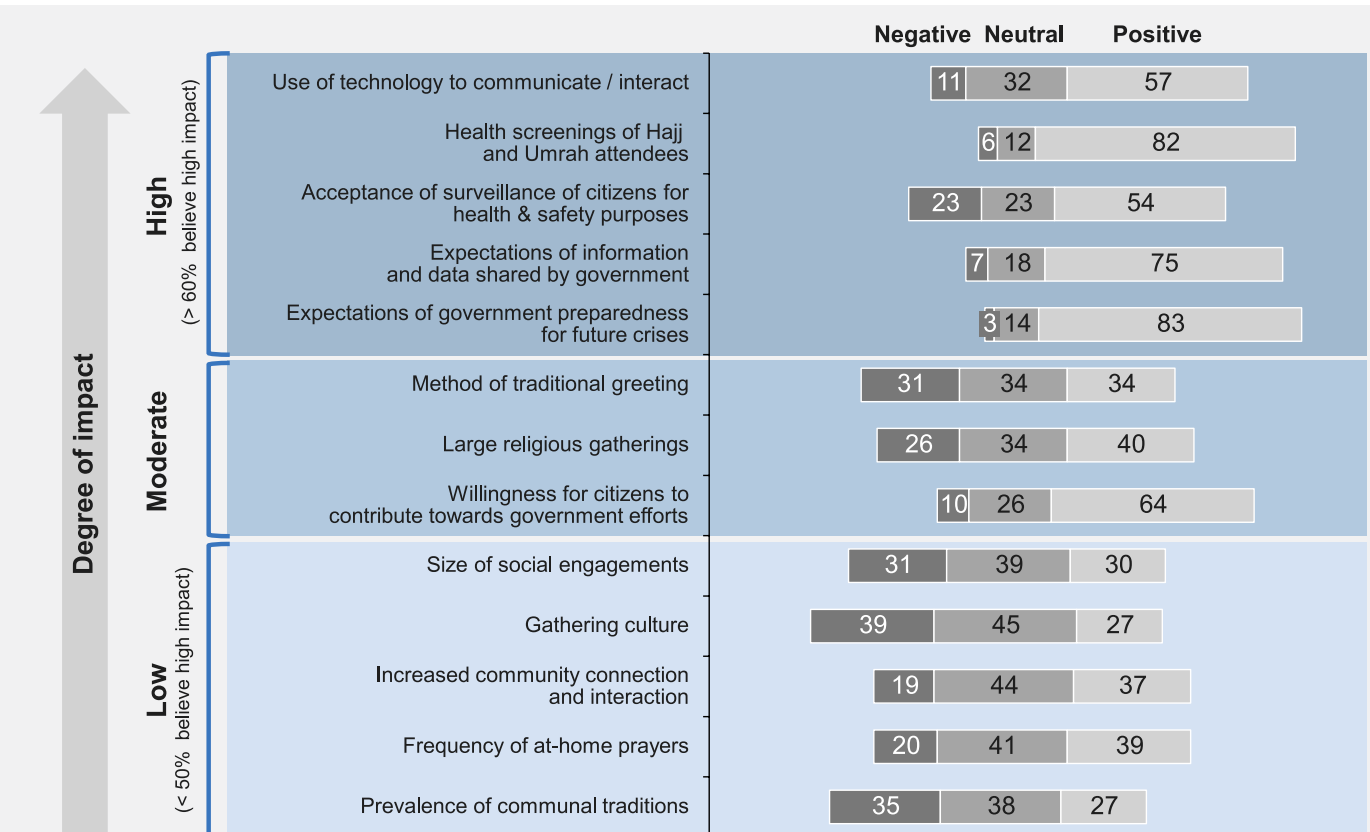 Negative Neutral Positive
Degree of impact
High
(> 60% believe high impact)
Use of technology to communicate / interact
11 32 57
Health screenings of Hajj
and Umrah attendees
6 12 82
Acceptance of surveillance of citizens for
health & safety purposes
23 23 54
Expectations of information
and data shared by government
7 18 75
Expectations of government preparedness
for future crises
3 14 83
Moderate
Method of traditional greeting
31 34 34
Large religious gatherings
26 34 40
Willingness for citizens to
contribute towards government efforts
10 26 64
Low
(< 50% believe high impact)
Size of social engagements
31 39 30
Gathering culture
39 45 27
Increased community connection
and interaction
19 44 37
Frequency of at-home prayers
20 41 39
Prevalence of communal traditions
35 38 27